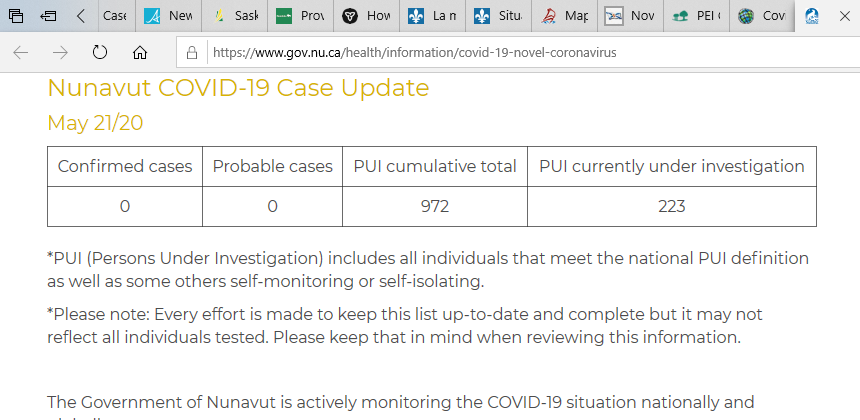 Case
New
Sask
Prov
How
La n
Situ
Map
Nov
PEI
Cov
https://www.gov.nu.ca/health/information/covid-19-novel-coronavirus
Nunavut COVID-19 Case Update
May 21/20
Confirmed cases Probable cases PUI cumulative total PUI currently under investigation
0 0 972 223
*PUI (Persons Under Investigation) includes all individuals that meet the national PUI definition
as well as some others self-monitoring or self-isolating.
*Please note: Every effort is made to keep this list up-to-date and complete but it may not
reflect all individuals tested. Please keep that in mind when reviewing this information.
The Government of Nunavut is actively monitoring the COVID-19 situation nationally and